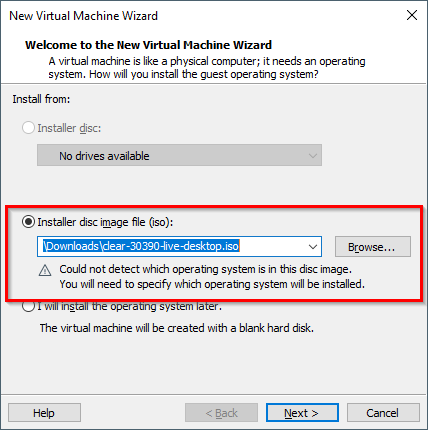 New Virtual Machine Wizard
Welcome to the New Virtual Machine Wizard
A virtual machine is like a physical computer; it needs an operating
system. How will you install the guest operating system?
Install from:
Installer disc:
No drives available
Installer disc image file (iso):
\Downloads\clear-30390-live-desktop.iso
Browse...
Could not detect which operating system is in this disc image.
You will need to specify which operating system will be installed.
I will install the operating system later.
The virtual machine will be created with a blank hard disk.
Help
< Back
Next >
Cancel